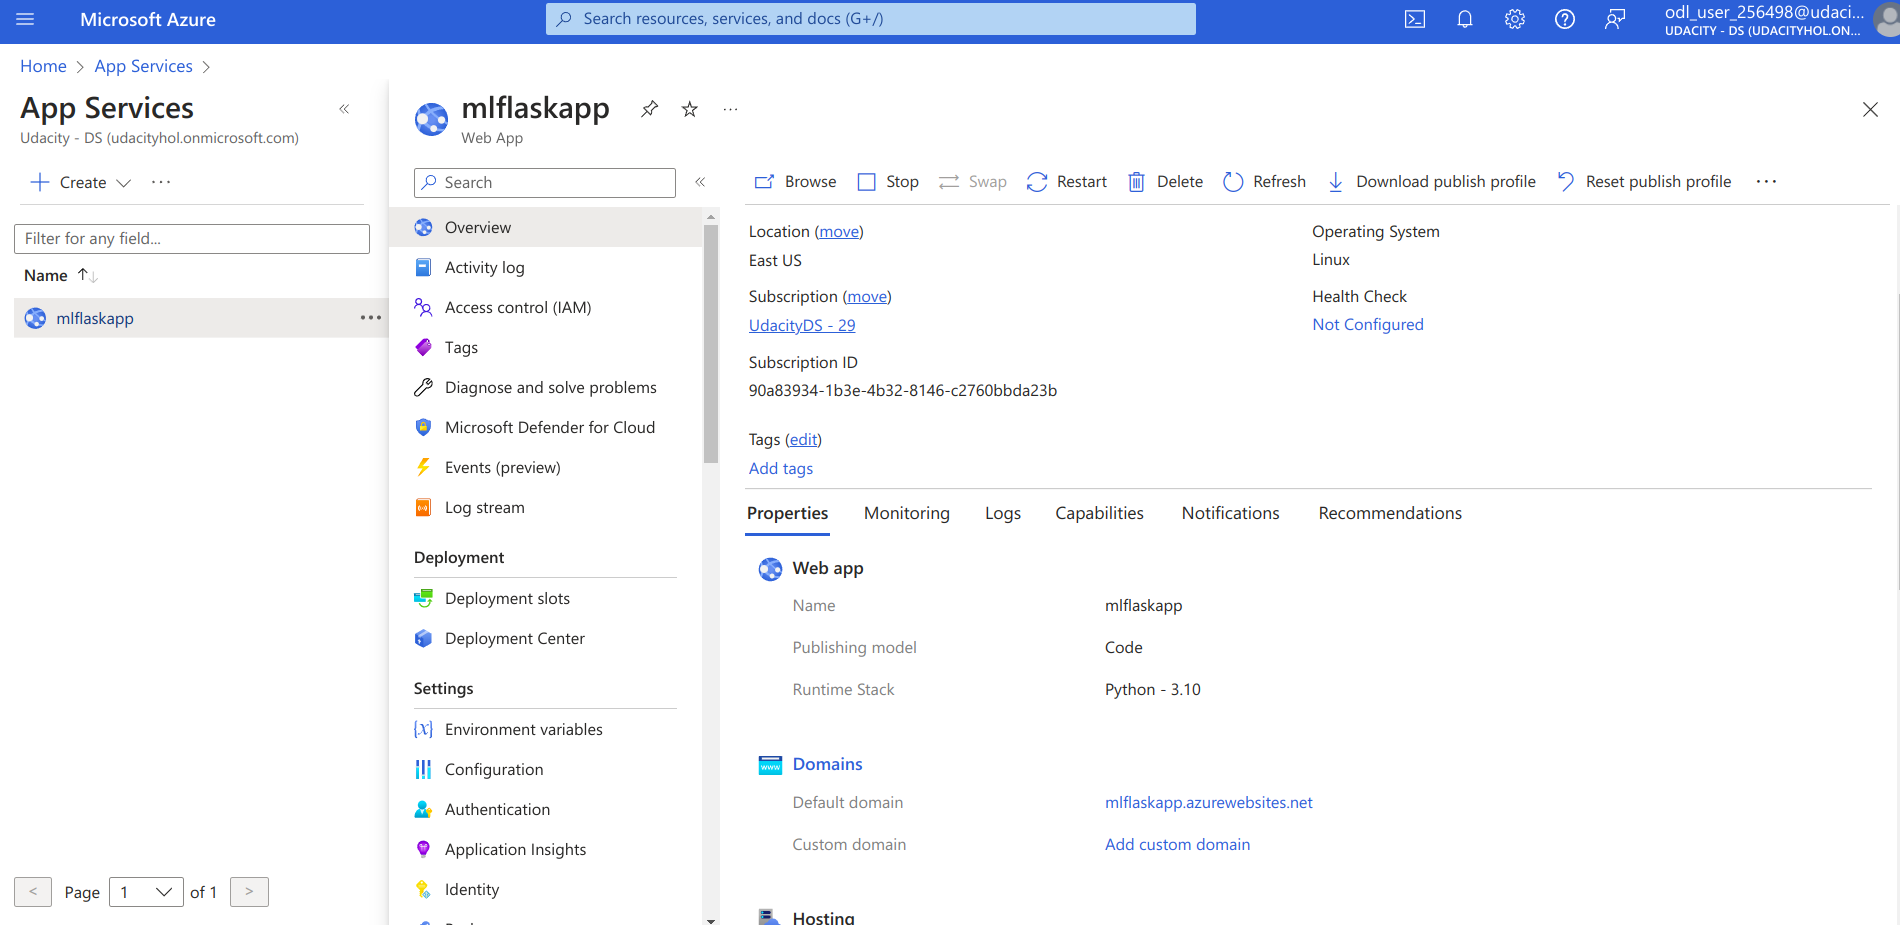 Microsoft Azure
Search resources, services, and docs (G+/)
odl_user_256498@udaci...
UDACITY - DS (UDACITYHOL.ON...
Home > App Services >
App Services
Udacity - DS (udacityhol.onmicrosoft.com)
Create
Filter for any field...
Name
mlflaskapp
< Page 1 of 1 >
mlflaskapp
Web App
Search
Overview
Activity log
Access control (IAM)
Tags
Diagnose and solve problems
Microsoft Defender for Cloud
Events (preview)
Log stream
Deployment
Deployment slots
Deployment Center
Settings
Environment variables
Configuration
Authentication
Application Insights
Identity
Browse Stop Swap Restart Delete Refresh Download publish profile Reset publish profile
Location (move)
East US
Subscription (move)
UdacityDS - 29
Subscription ID
90a83934-1b3e-4b32-8146-c2760bbda23b
Tags (edit)
Add tags
Operating System
Linux
Health Check
Not Configured
Properties Monitoring Logs Capabilities Notifications Recommendations
Web app
Name mlflaskapp
Publishing model Code
Runtime Stack Python - 3.10
Domains
Default domain mlflaskapp.azurewebsites.net
Custom domain Add custom domain
Hosting